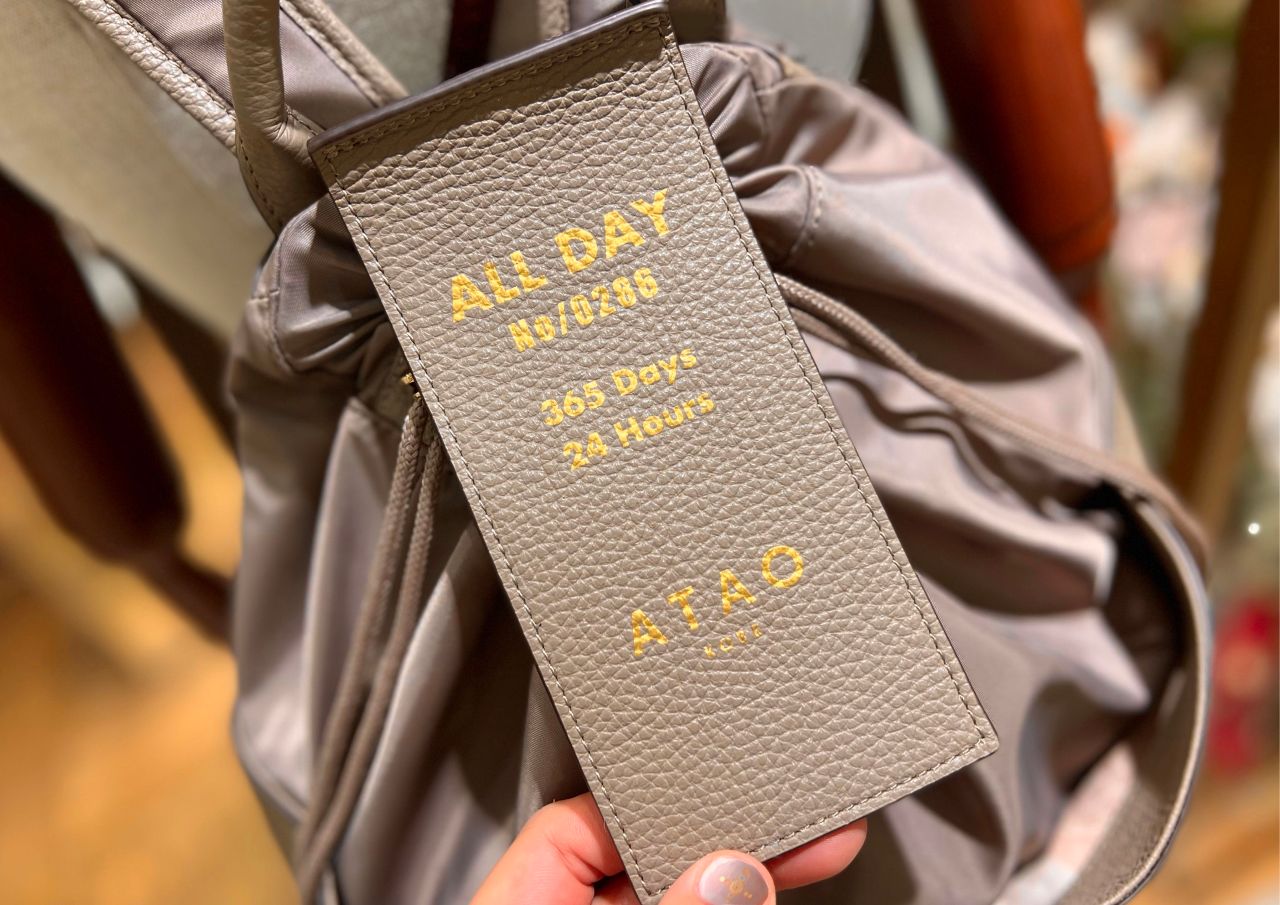 ALL DAY
No/0286
365 Days
24 Hours
ATAO
KOBE